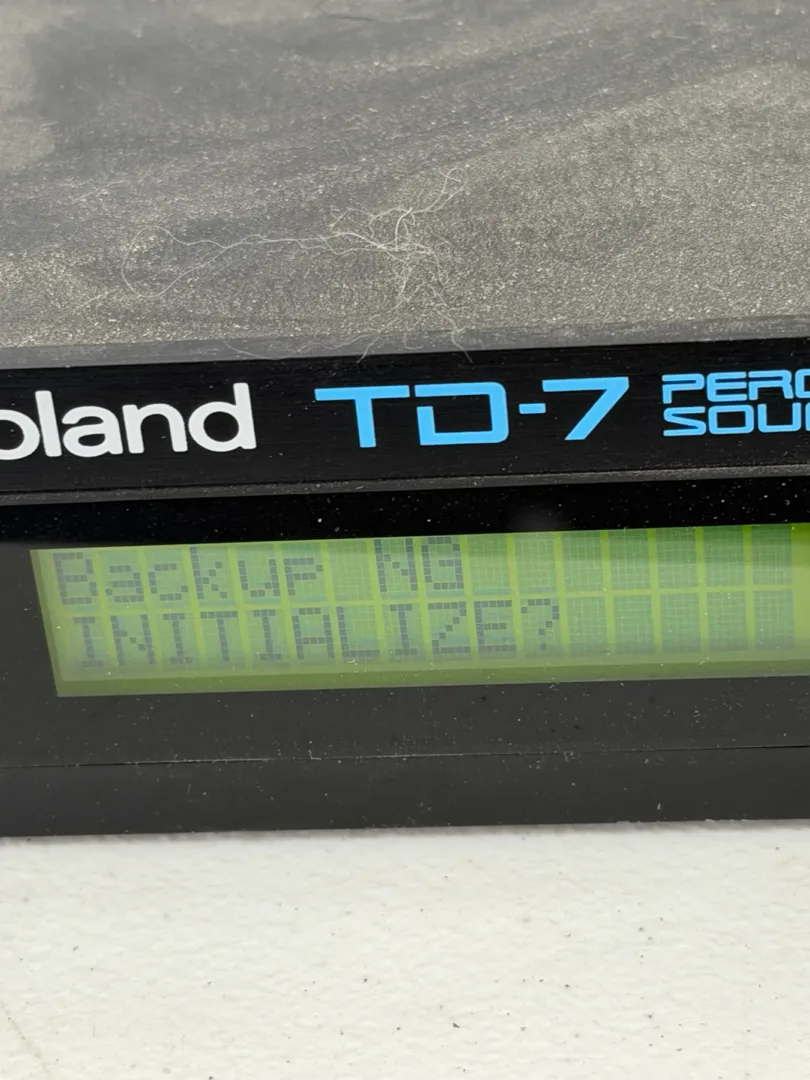 oland TD-7 PERC
SOU
Backup NG
INITIALIZE?